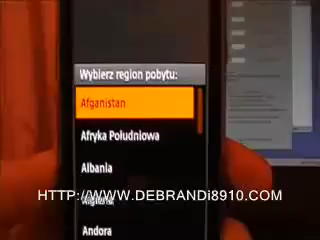 Wybierz region pobytu:
Afganistan
Afryka Południowa
Albania
HTTP://WWW.DEBRANDi8910.COM
Andora